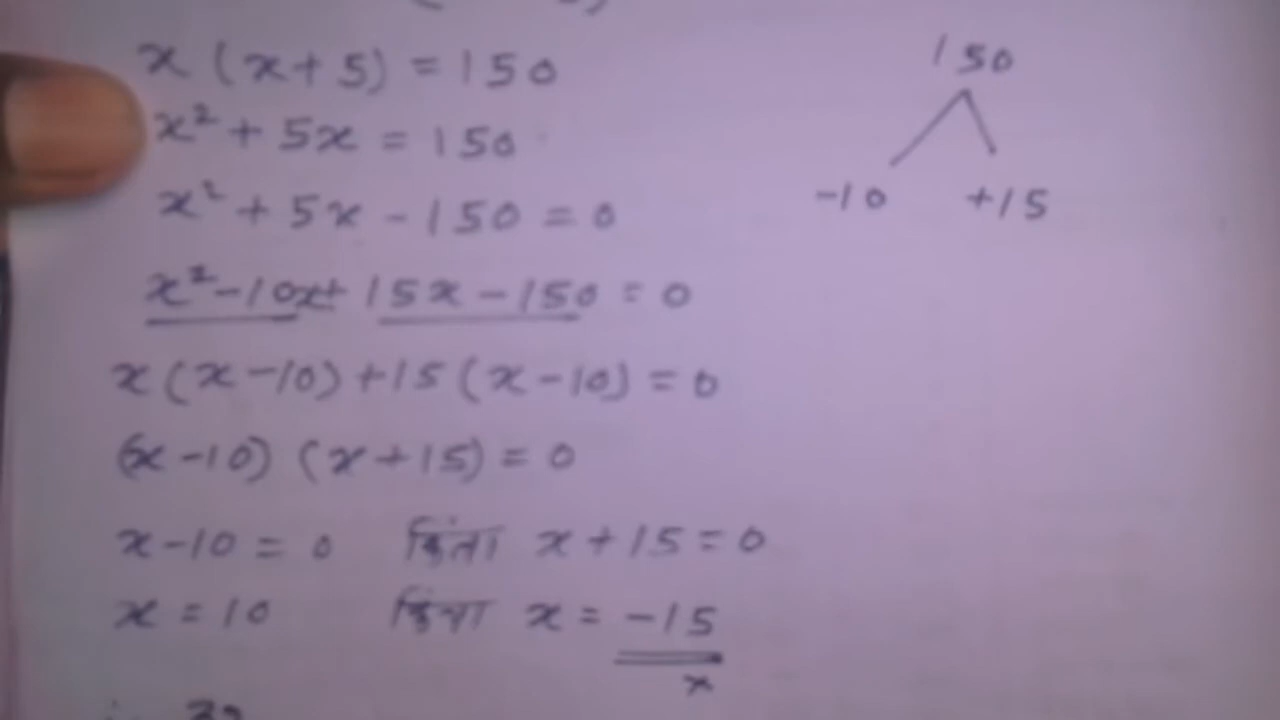 x (x + 5) = 150
x² + 5x = 150
x² + 5x - 150 = 0
x² - 10x + 15x - 150 = 0
x (x - 10) + 15 (x - 10) = 0
(x - 10) (x + 15) = 0
x - 10 = 0 किंवा x + 15 = 0
x = 10 किंवा x = -15
x
150
-10 +15